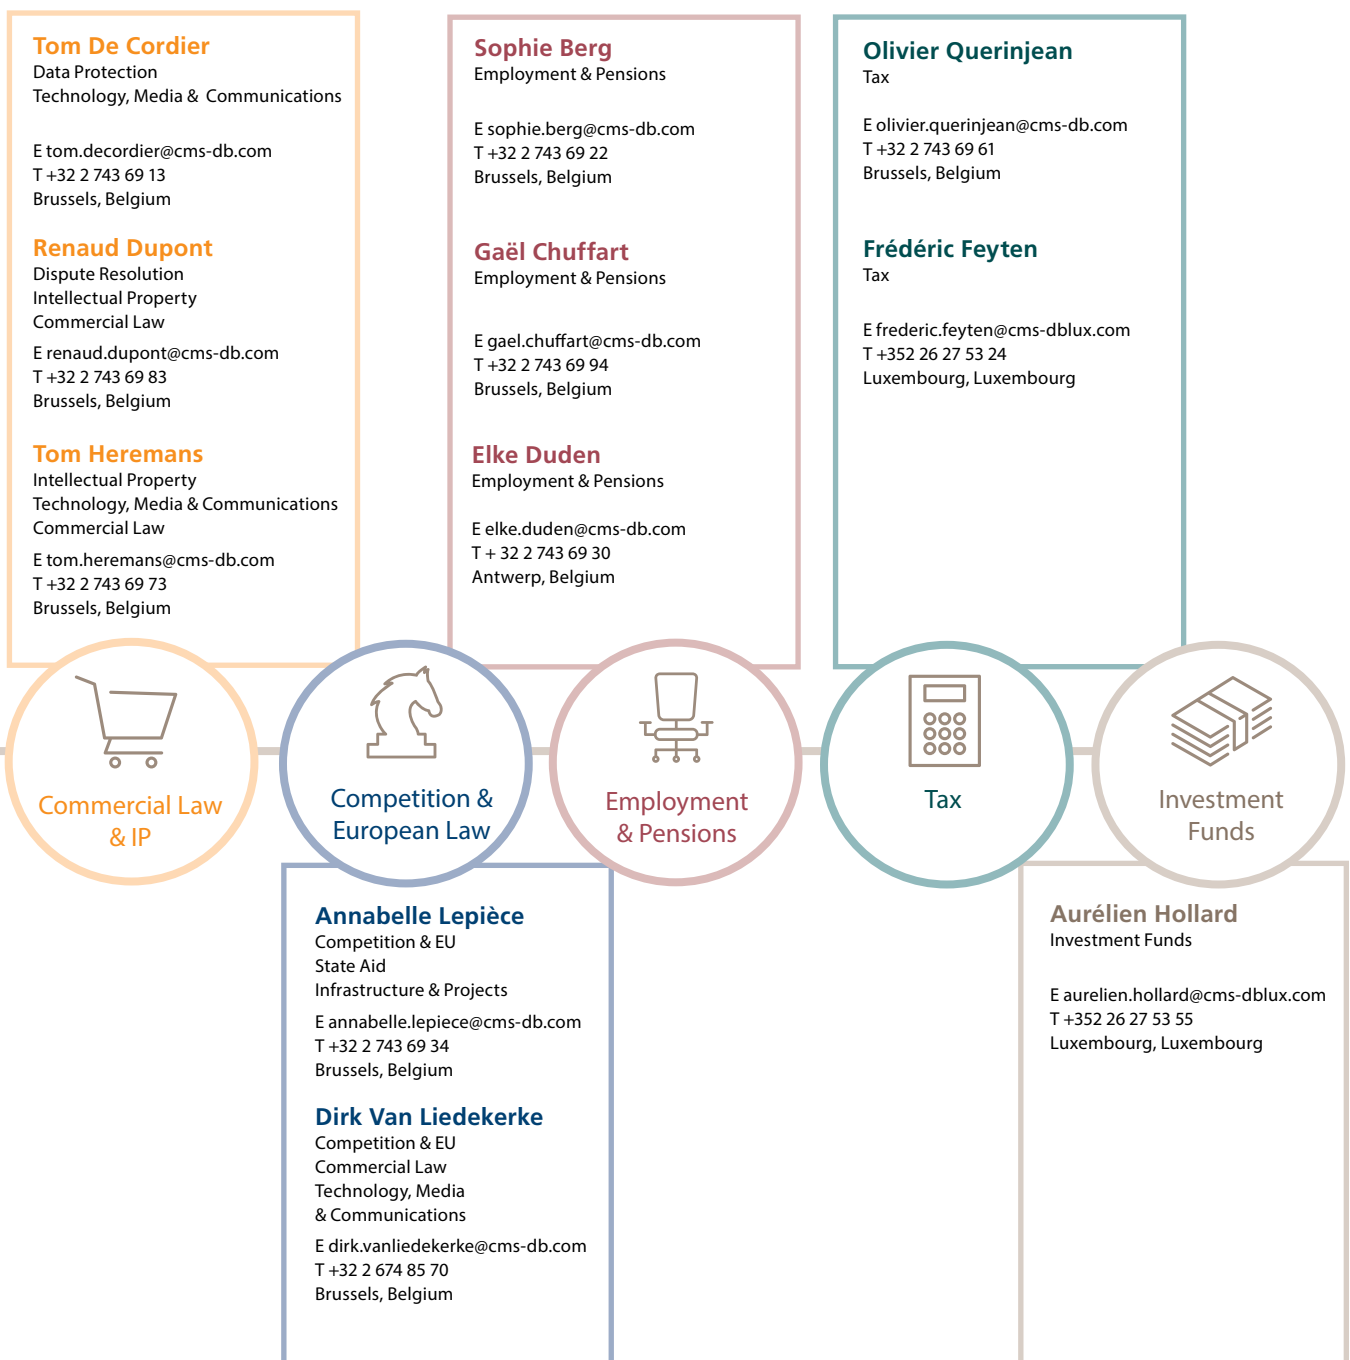 Tom De Cordier
Data Protection
Technology, Media & Communications
E tom.decordier@cms-db.com
T +32 2 743 69 13
Brussels, Belgium
Renaud Dupont
Dispute Resolution
Intellectual Property
Commercial Law
E renaud.dupont@cms-db.com
T +32 2 743 69 83
Brussels, Belgium
Tom Heremans
Intellectual Property
Technology, Media & Communications
Commercial Law
E tom.heremans@cms-db.com
T +32 2 743 69 73
Brussels, Belgium
Sophie Berg
Employment & Pensions
E sophie.berg@cms-db.com
T +32 2 743 69 22
Brussels, Belgium
Gaël Chuffart
Employment & Pensions
E gael.chuffart@cms-db.com
T +32 2 743 69 94
Brussels, Belgium
Elke Duden
Employment & Pensions
E elke.duden@cms-db.com
T + 32 2 743 69 30
Antwerp, Belgium
Olivier Querinjean
Tax
E olivier.querinjean@cms-db.com
T +32 2 743 69 61
Brussels, Belgium
Frédéric Feyten
Tax
E frederic.feyten@cms-dblux.com
T +352 26 27 53 24
Luxembourg, Luxembourg
Commercial Law
& IP
Competition &
European Law
Employment
& Pensions
Tax
Investment
Funds
Annabelle Lepièce
Competition & EU
State Aid
Infrastructure & Projects
E annabelle.lepiece@cms-db.com
T +32 2 743 69 34
Brussels, Belgium
Dirk Van Liedekerke
Competition & EU
Commercial Law
Technology, Media
& Communications
E dirk.vanliedekerke@cms-db.com
T +32 2 674 85 70
Brussels, Belgium
Aurélien Hollard
Investment Funds
E aurelien.hollard@cms-dblux.com
T +352 26 27 53 55
Luxembourg, Luxembourg